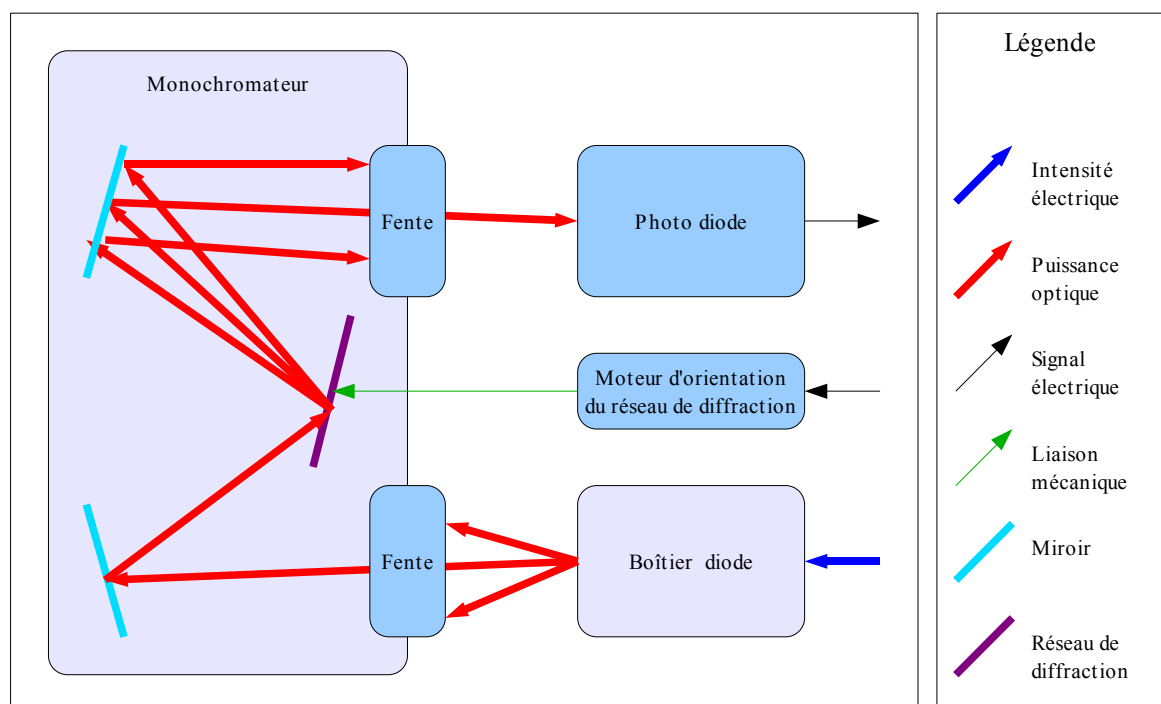 Monochromateur
Fente
Photo diode
Moteur d'orientation
du réseau de diffraction
Fente
Boîtier diode
Légende
Intensité
électrique
Puissance
optique
Signal
électrique
Liaison
mécanique
Miroir
Réseau de
diffraction